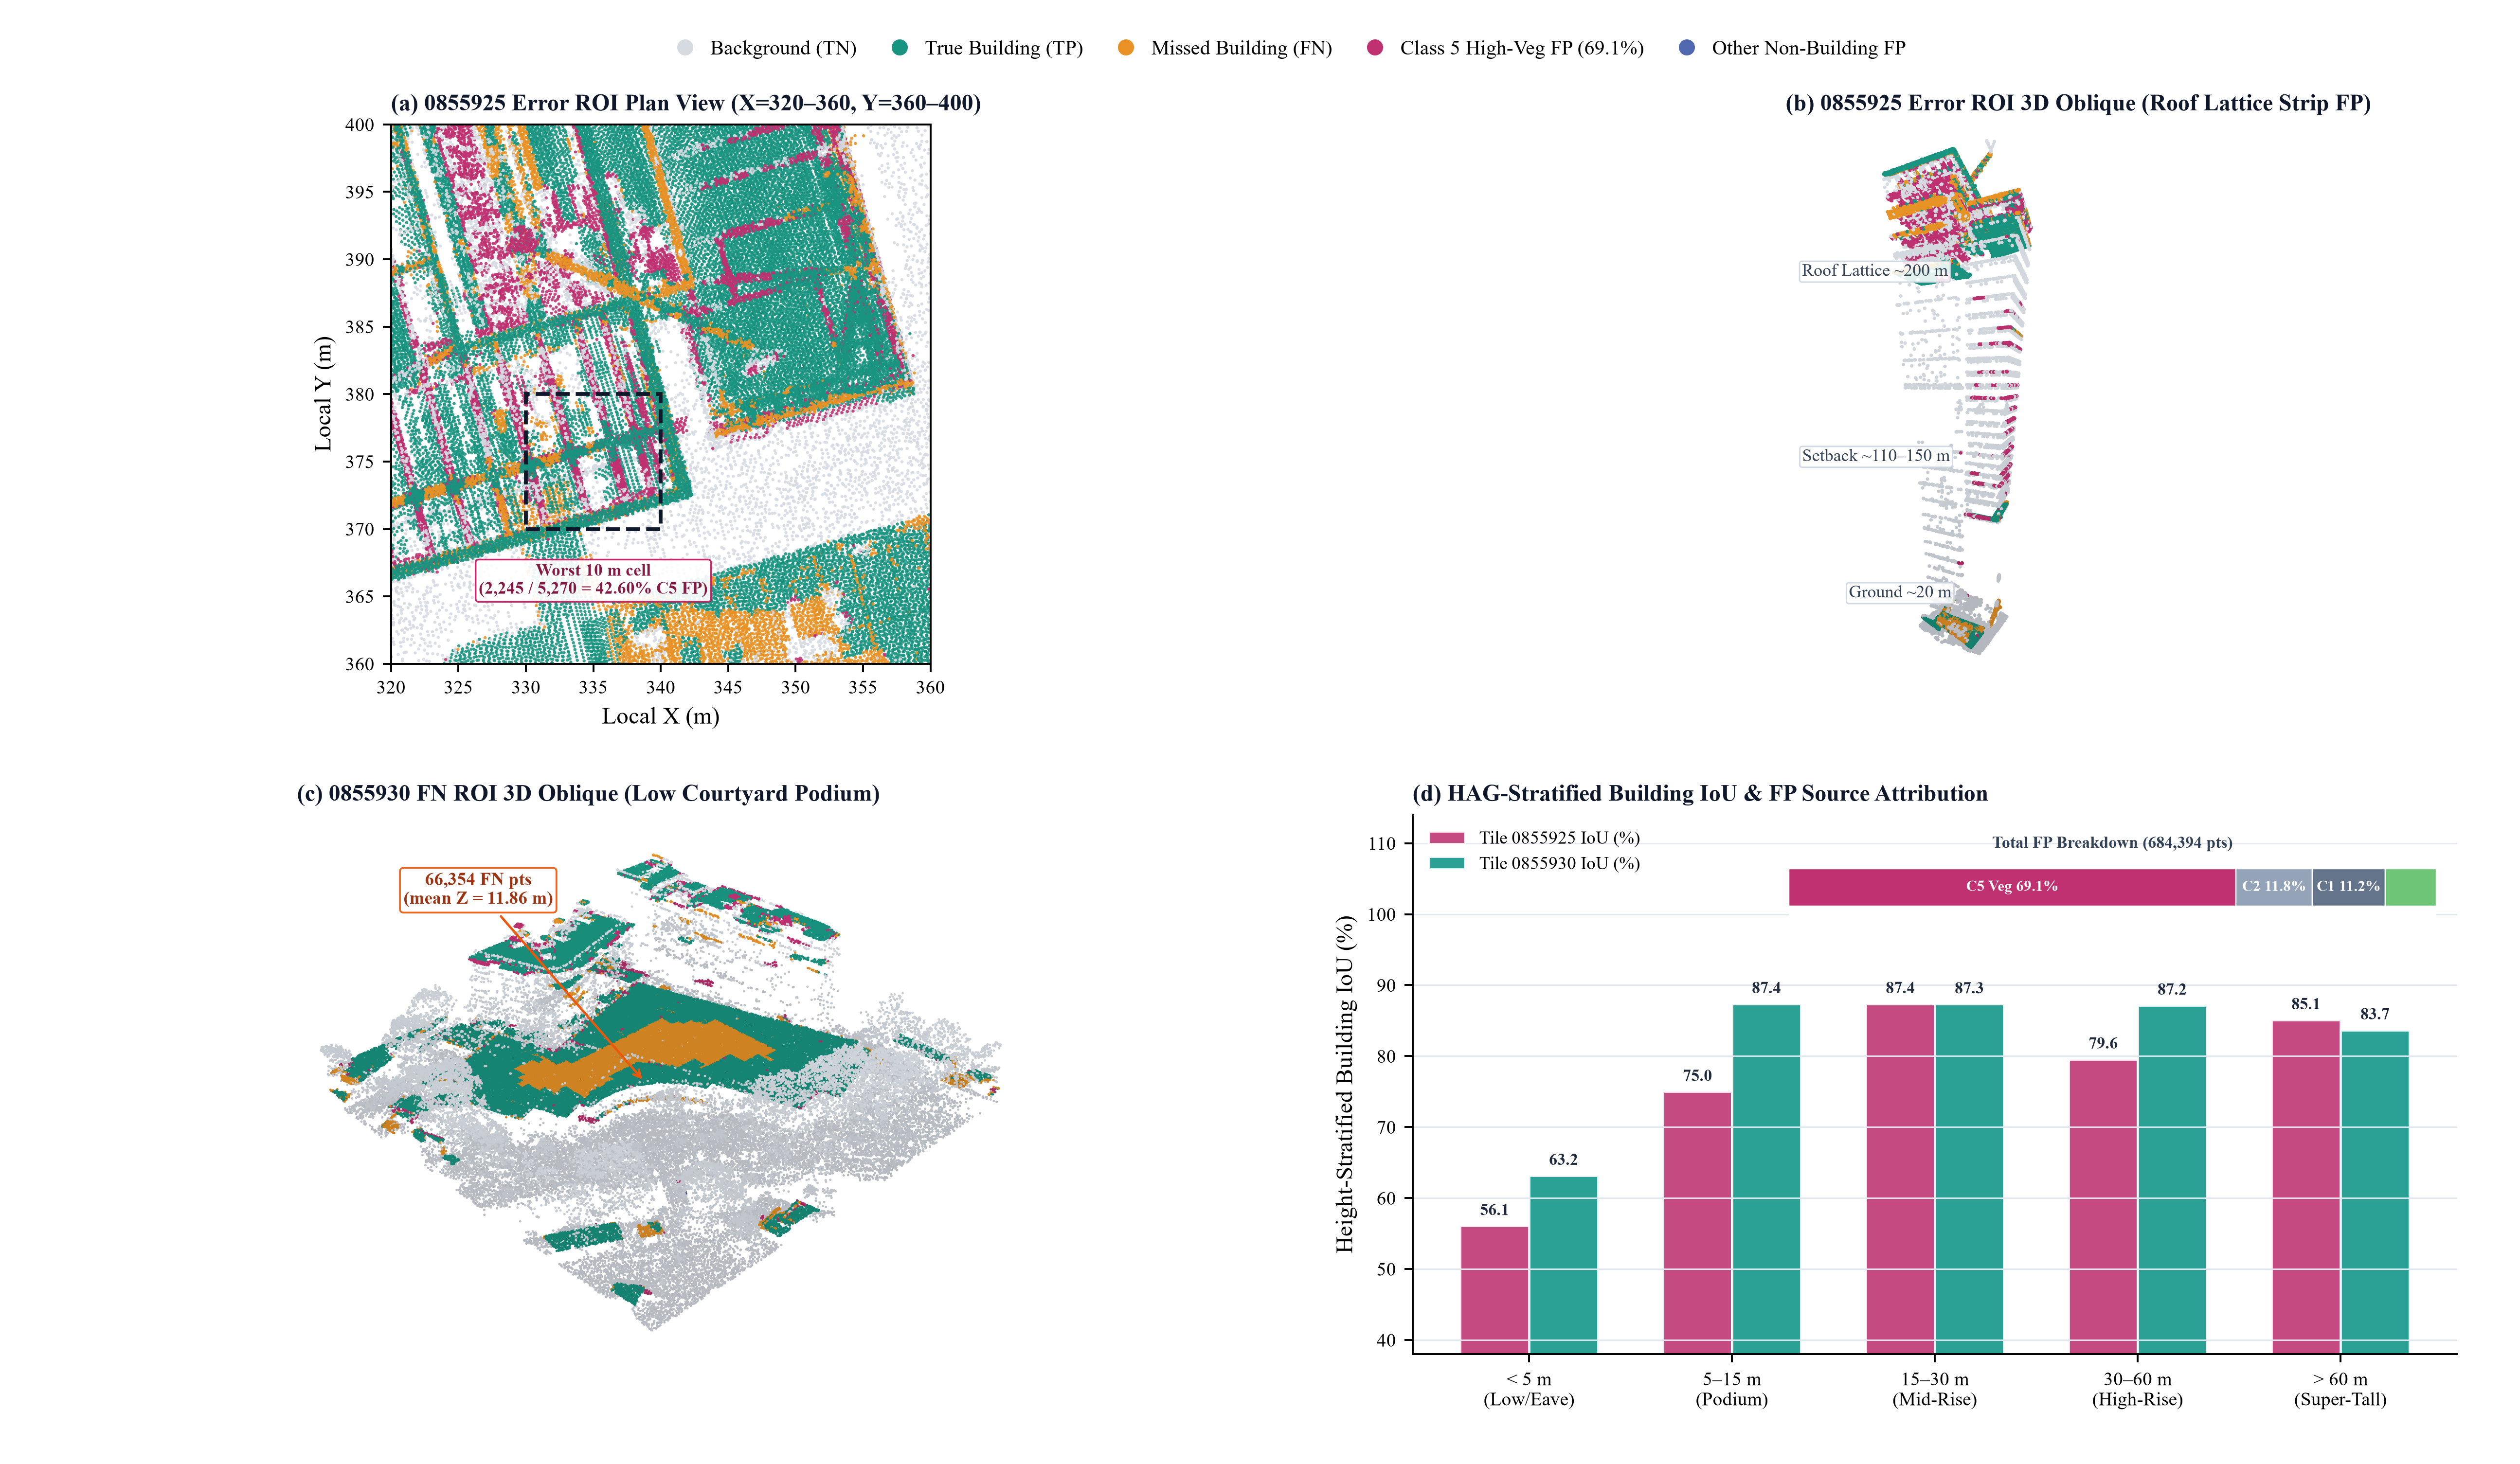 Background (TN)
True Building (TP)
Missed Building (FN)
Class 5 High-Veg FP (69.1%)
Other Non-Building FP
(a) 0855925 Error ROI Plan View (X=320–360, Y=360–400)
400
395
390
385
380
375
370
365
360
Local Y (m)
Worst 10 m cell
(2,245 / 5,270 = 42.60% C5 FP)
320
325
330
335
340
345
350
355
360
Local X (m)
(b) 0855925 Error ROI 3D Oblique (Roof Lattice Strip FP)
Roof Lattice ~200 m
Setback ~110–150 m
Ground ~20 m
(c) 0855930 FN ROI 3D Oblique (Low Courtyard Podium)
66,354 FN pts
(mean Z = 11.86 m)
(d) HAG-Stratified Building IoU & FP Source Attribution
Tile 0855925 IoU (%)
Tile 0855930 IoU (%)
Total FP Breakdown (684,394 pts)
C5 Veg 69.1%
C2 11.8%
C1 11.2%
110
100
90
80
70
60
50
40
Height-Stratified Building IoU (%)
56.1
63.2
75.0
87.4
87.4
87.3
79.6
87.2
85.1
83.7
< 5 m
(Low/Eave)
5–15 m
(Podium)
15–30 m
(Mid-Rise)
30–60 m
(High-Rise)
> 60 m
(Super-Tall)